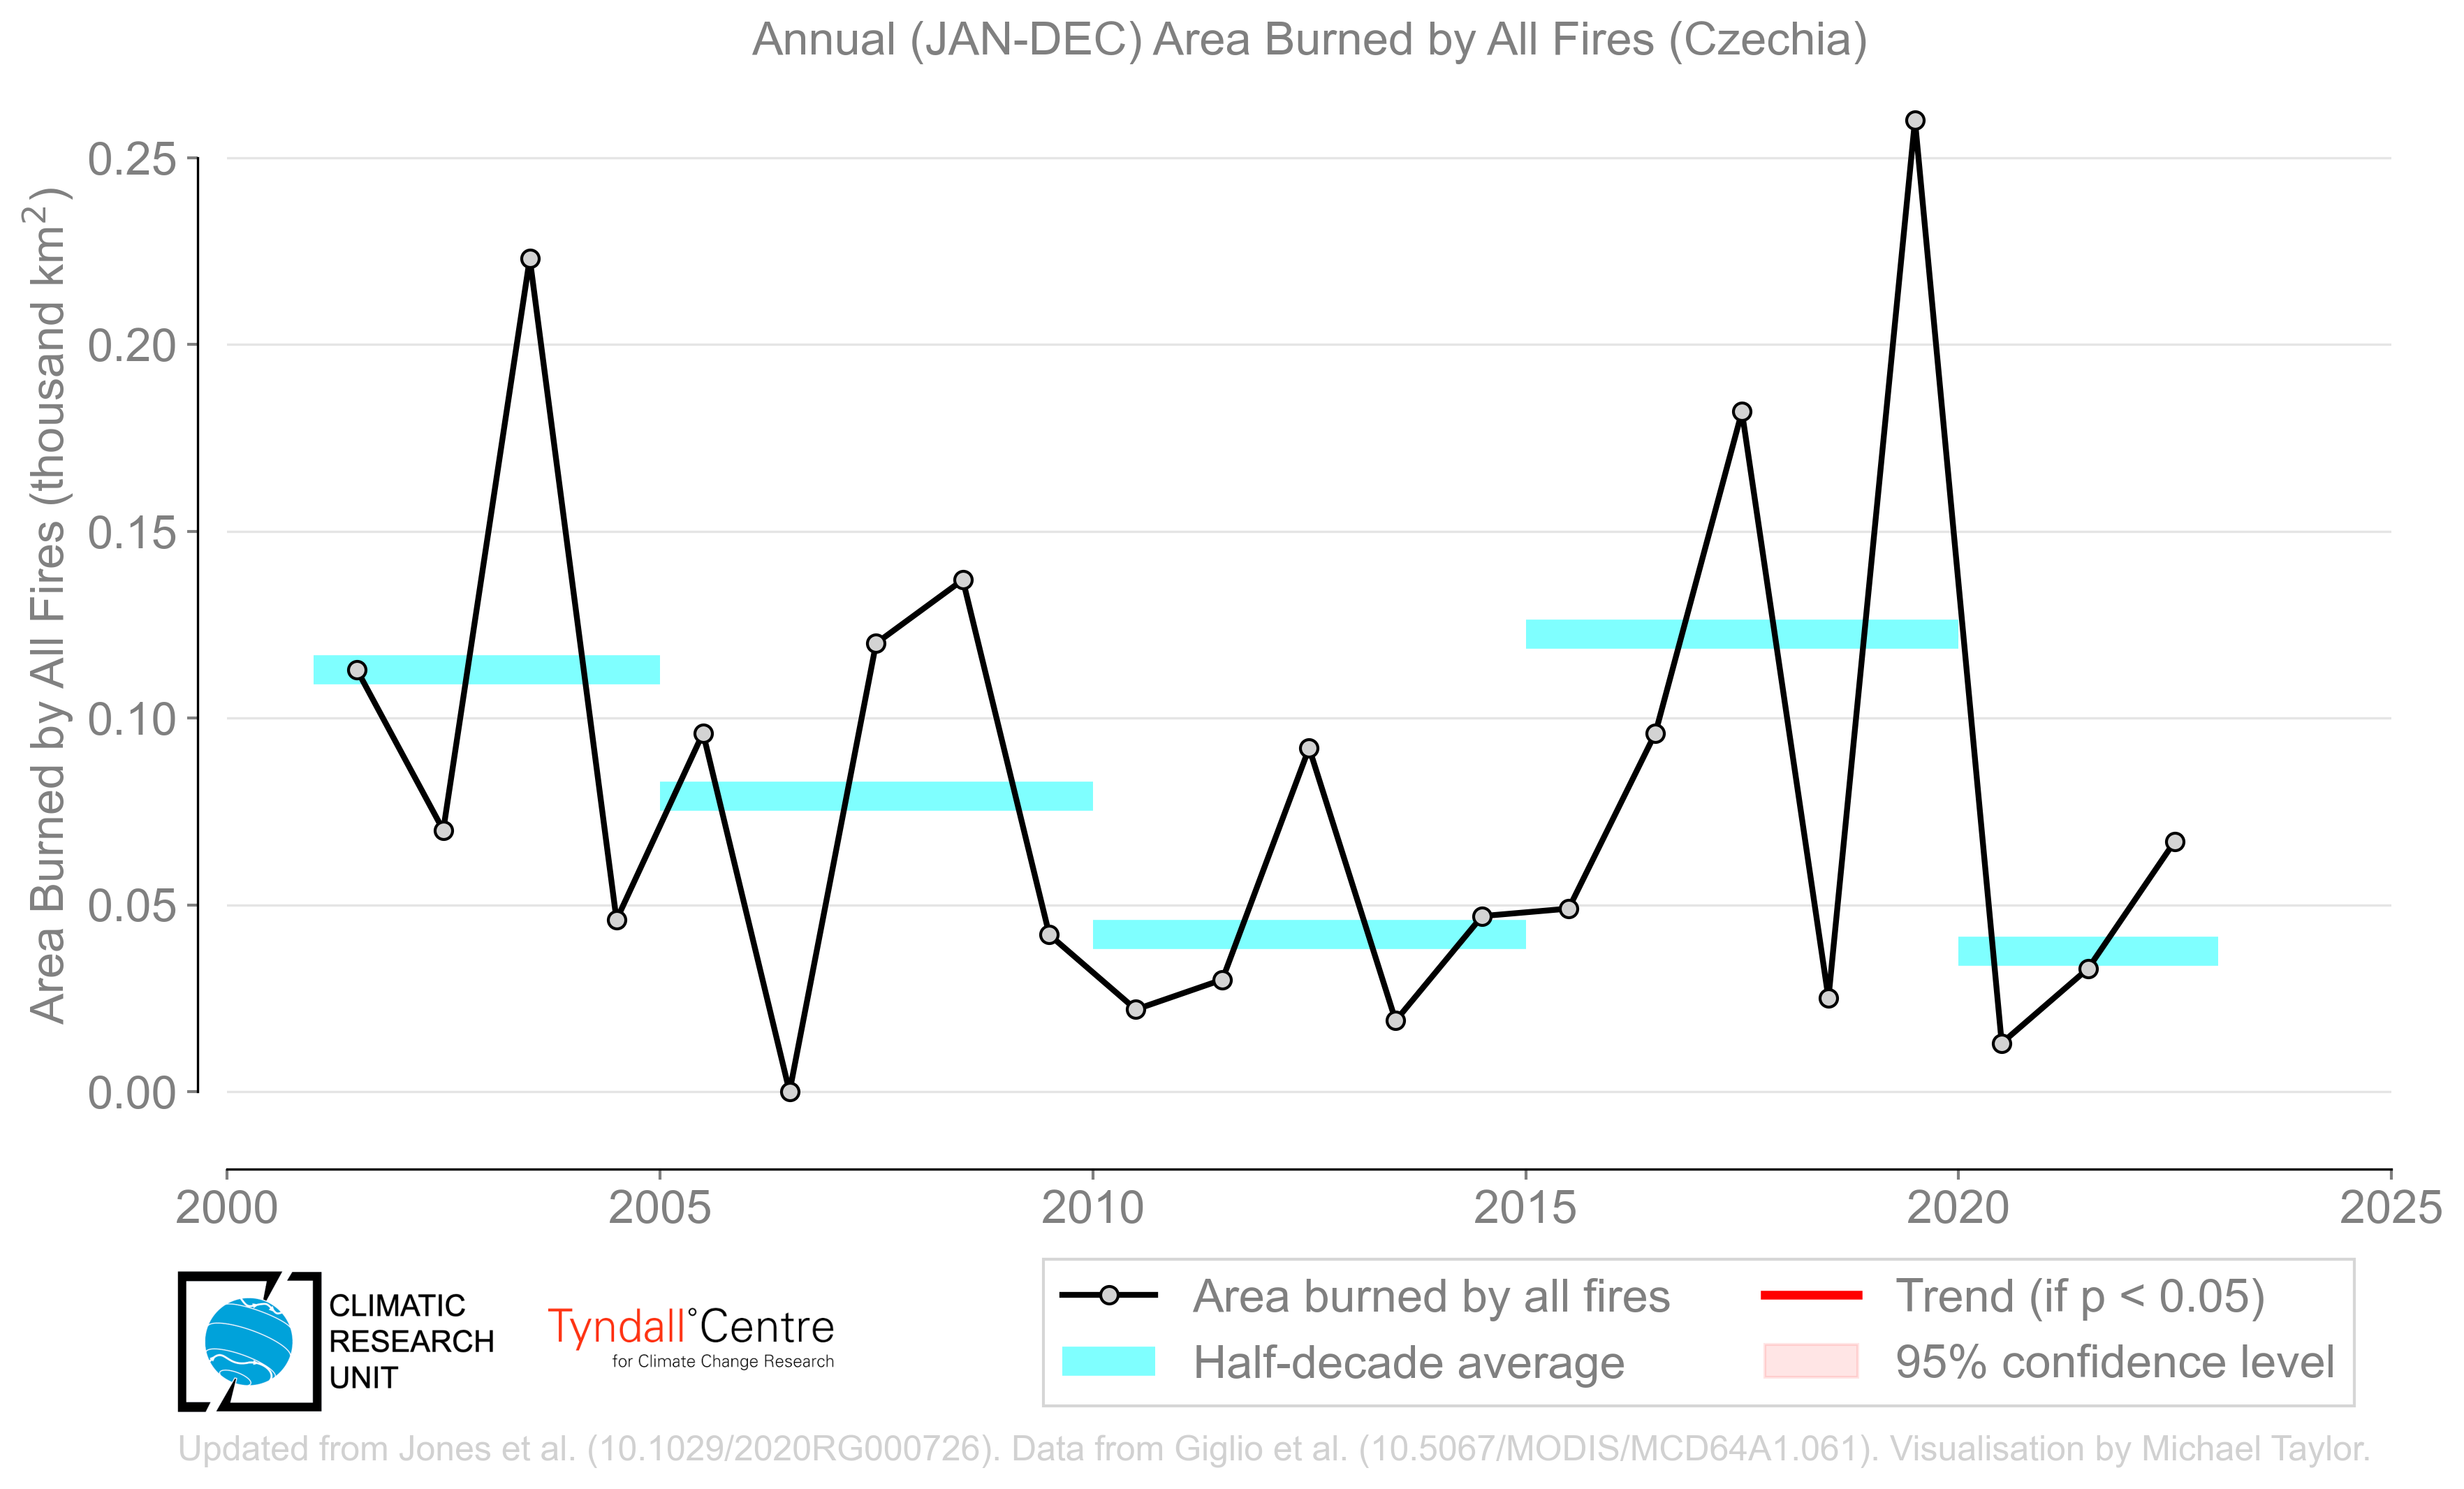 Annual (JAN-DEC) Area Burned by All Fires (Czechia)
Area Burned by All Fires (thousand km²)
0.25
0.20
0.15
0.10
0.05
0.00
2000 2005 2010 2015 2020 2025
CLIMATIC
RESEARCH
UNIT
Tyndall°Centre
for Climate Change Research
Area burned by all fires
Half-decade average
Trend (if p < 0.05)
95% confidence level
Updated from Jones et al. (10.1029/2020RG000726). Data from Giglio et al. (10.5067/MODIS/MCD64A1.061). Visualisation by Michael Taylor.